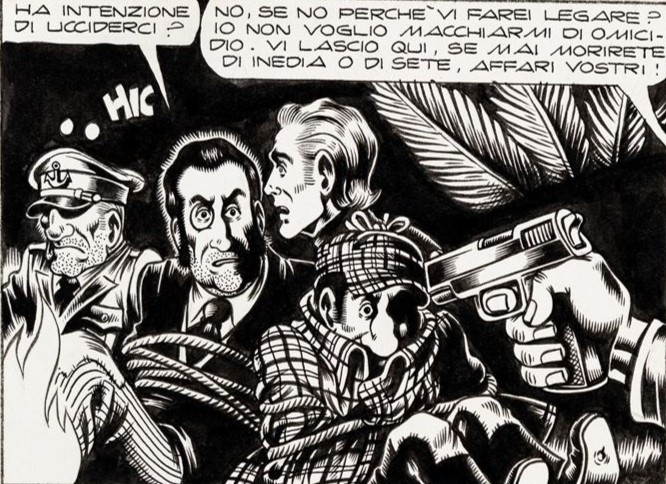 HA INTENZIONE
DI UCCIDERCI?
NO, SE NO PERCHE` VI FAREI LEGARE?
IO NON VOGLIO MACCHIARMI DI OMICI-
DIO. VI LASCIO QUI, SE MAI MORIRETE
DI INEDIA O DI SETE, AFFARI VOSTRI!
HIC